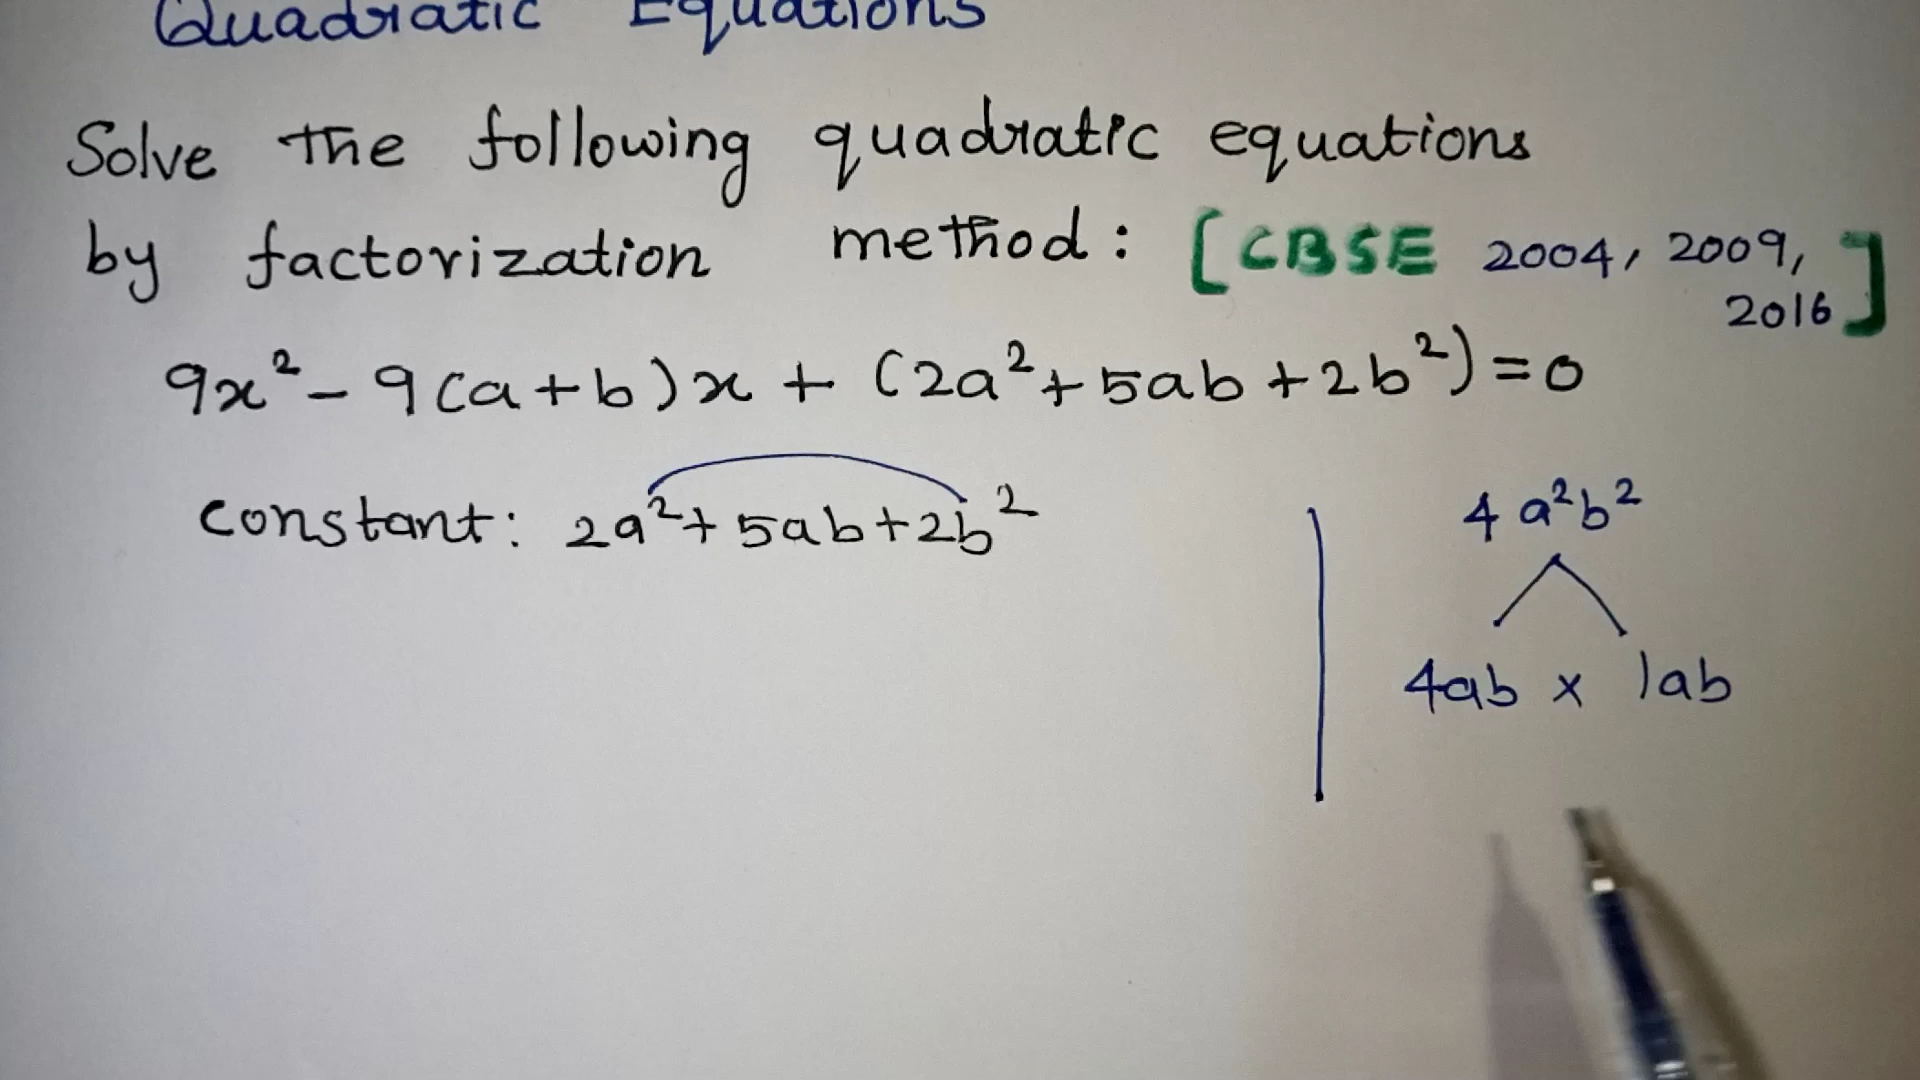 Quadratic Equations
Solve the following quadratic equations
by factorization method: [CBSE 2004, 2009,
2016]
9x² - 9(a+b)x + (2a²+5ab+2b²)=0
constant: 2a²+5ab+2b²
4a²b²
4ab x 1ab